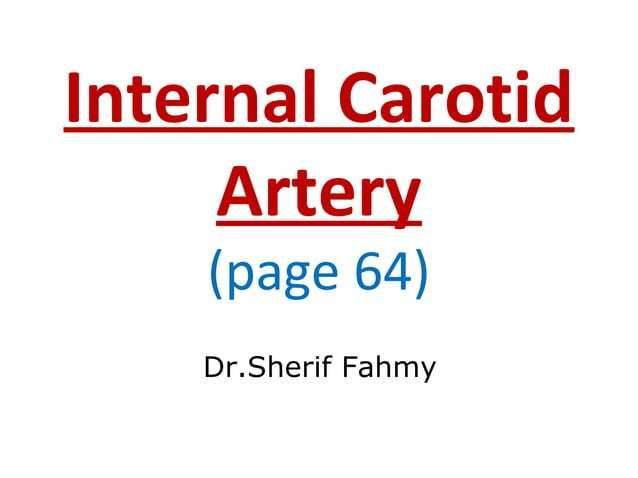 Internal Carotid
Artery
(page 64)
Dr.Sherif Fahmy